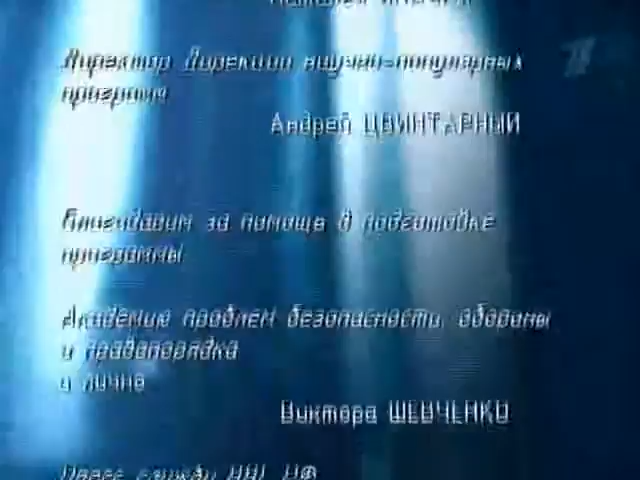 Директор Дирекции научно-популярных
программ
Андрей ЦВИНТАРНЫЙ
Благодарим за помощь в подготовке
программы
Академию проблем безопасности, обороны
и правопорядка
и лично
Виктора ШЕВЧЕНКО